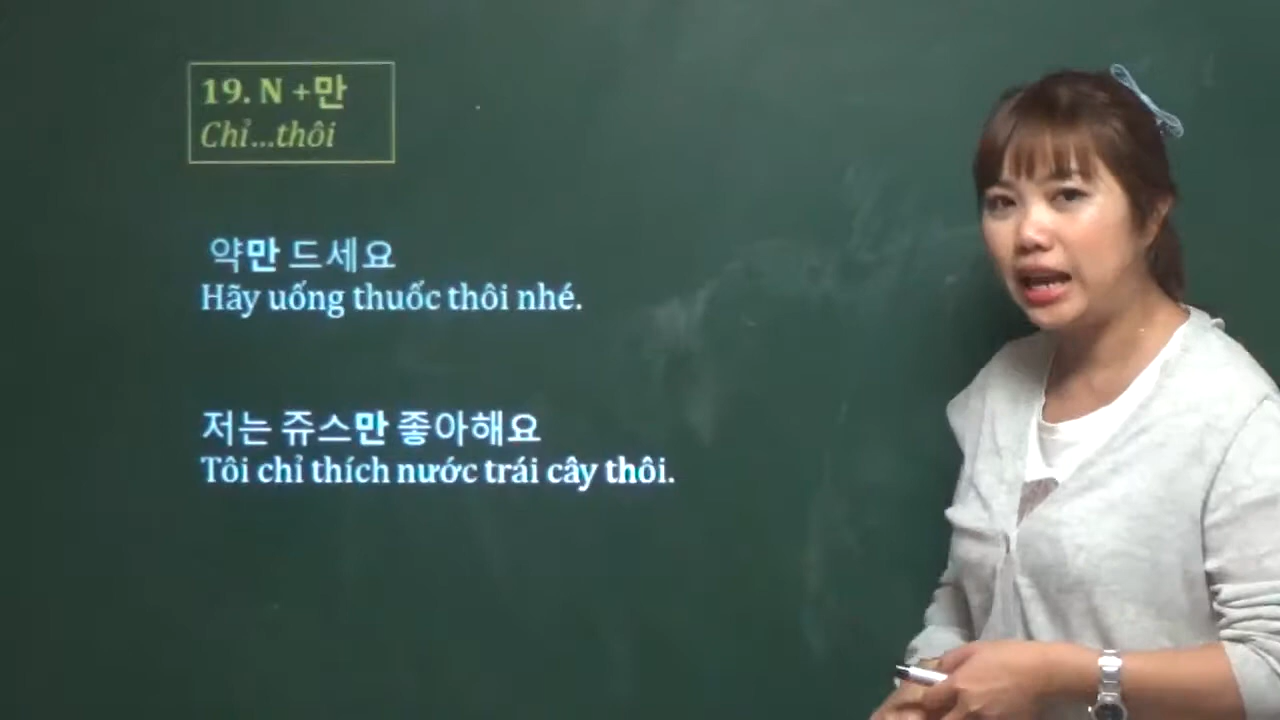 19. N +만
Chỉ...thôi
약만 드세요
Hãy uống thuốc thôi nhé.
저는 쥬스만 좋아해요
Tôi chỉ thích nước trái cây thôi.